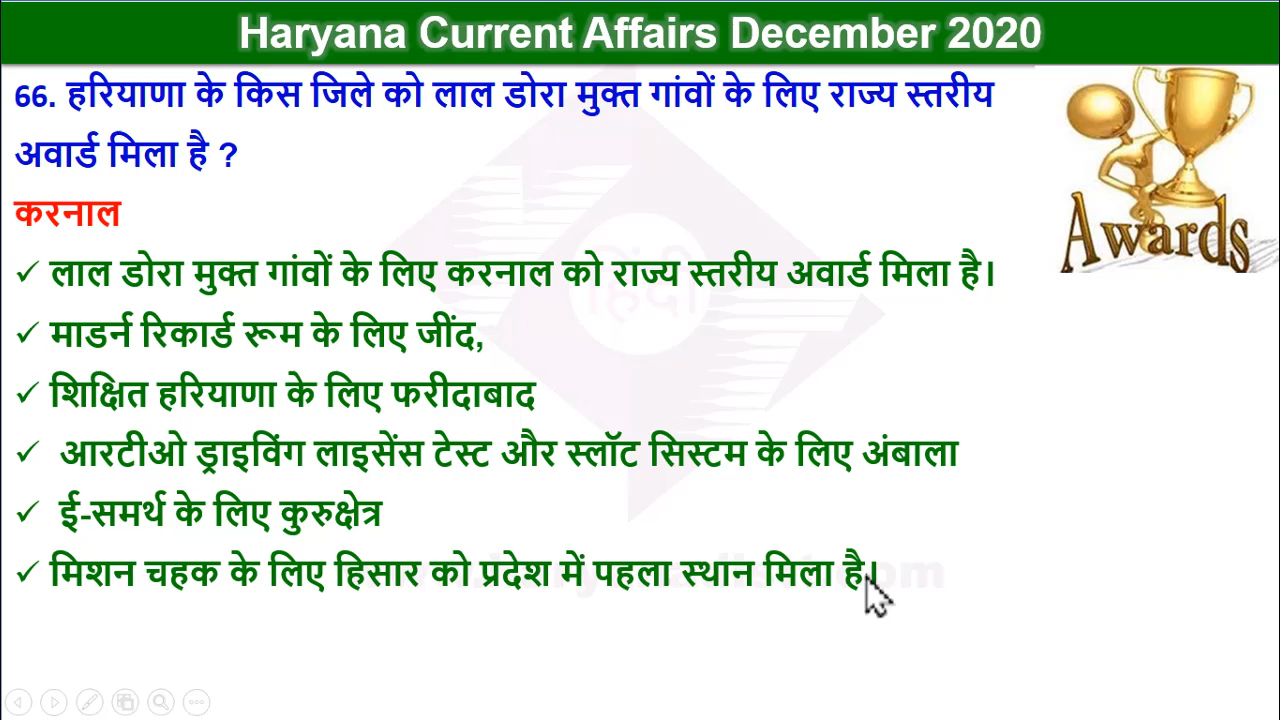 Haryana Current Affairs December 2020
66. हरियाणा के किस जिले को लाल डोरा मुक्त गांवों के लिए राज्य स्तरीय
अवार्ड मिला है ?
करनाल
✓ लाल डोरा मुक्त गांवों के लिए करनाल को राज्य स्तरीय अवार्ड मिला है।
✓ माडर्न रिकार्ड रूम के लिए जींद,
✓ शिक्षित हरियाणा के लिए फरीदाबाद
✓ आरटीओ ड्राइविंग लाइसेंस टेस्ट और स्लॉट सिस्टम के लिए अंबाला
✓ ई-समर्थ के लिए कुरुक्षेत्र
✓ मिशन चहक के लिए हिसार को प्रदेश में पहला स्थान मिला है।
Awards
हिंदी